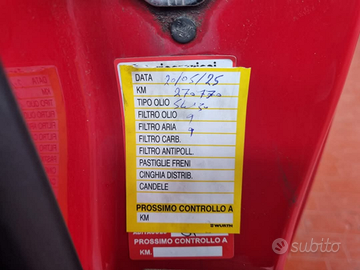 DATA 20/05/25
KM 270770
TIPO OLIO
FILTRO OLIO
FILTRO ARIA
FILTRO CARB.
FILTRO ANTIPOLL.
PASTIGLIE FRENI
CINGHIA DISTRIB.
CANDELE
PROSSIMO CONTROLLO A
KM
WÜRTH
PROSSIMO CONTROLLO A
KM.
subito